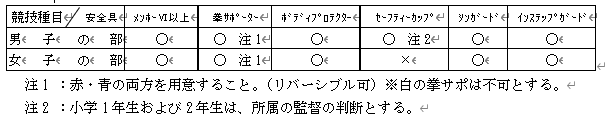 競技種目／安全具 ﾒﾝﾎｰⅥ以上 拳ｻﾎﾟｰﾀｰ ﾎﾞﾃﾞｨﾌﾟﾛﾃｸﾀｰ ｾｰﾌﾃｨｰｶｯﾌﾟ ｼﾝｶﾞｰﾄﾞ ｲﾝｽﾃｯﾌﾟｶﾞｰﾄﾞ
男子の部 ○ ○ 注1 ○ ○ 注2 ○ ○
女子の部 ○ ○ 注1 ○ × ○ ○
注1：赤・青の両方を用意すること。（リバーシブル可）※白の拳サポは不可とする。
注2：小学1年生および2年生は、所属の監督の判断とする。